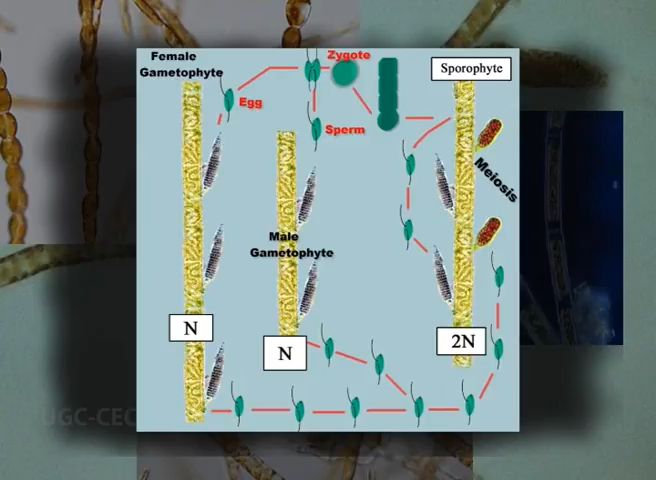 Female
Gametophyte
Zygote
Sporophyte
Egg
Sperm
Meiosis
Male
Gametophyte
N
N
2N
UGC-CEC